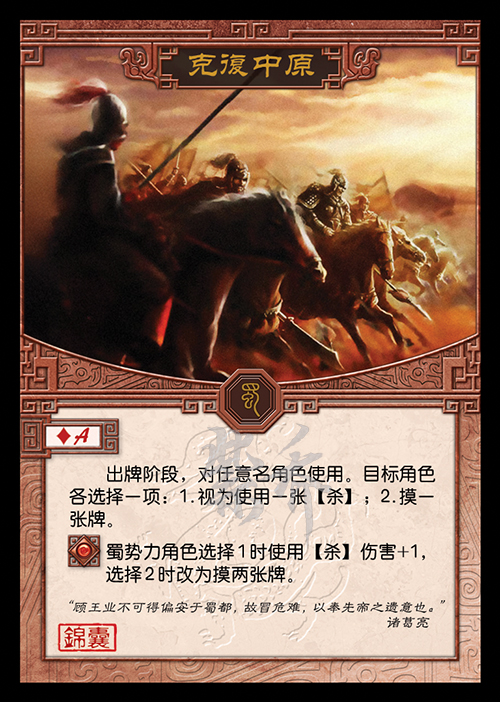 克復中原
蜀
♦A
出牌阶段，对任意名角色使用。目标角色
各选择一项：1.视为使用一张【杀】；2.摸一
张牌。
蜀势力角色选择1时使用【杀】伤害+1，
选择2时改为摸两张牌。
“顾王业不可得偏安于蜀都，故冒危难，以奉先帝之遗意也。”
诸葛亮
錦囊